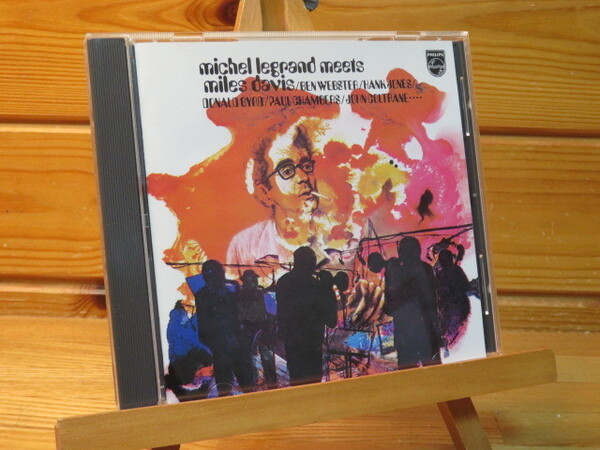 michel legrand meets
miles davis/BEN WEBSTER/HANK JONES/
DONALD BYRD/PAUL CHAMBERS/JOHN COLTRANE····
PHILIPS